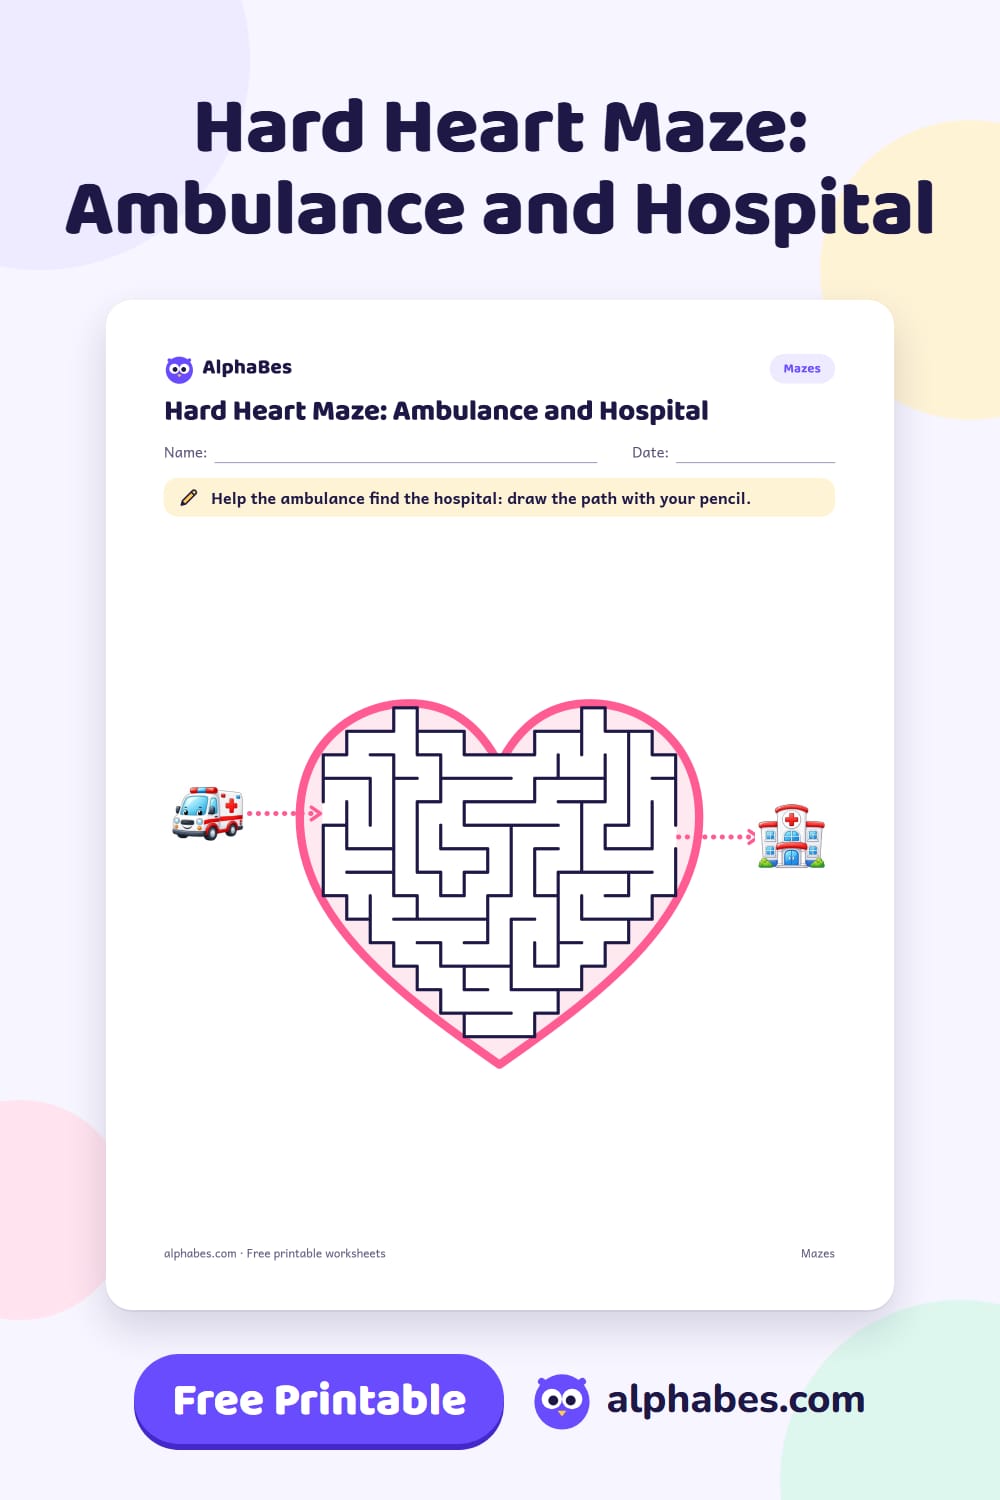 Hard Heart Maze:
Ambulance and Hospital
AlphaBes
Mazes
Hard Heart Maze: Ambulance and Hospital
Name:
Date:
Help the ambulance find the hospital: draw the path with your pencil.
alphabes.com · Free printable worksheets
Mazes
Free Printable
alphabes.com